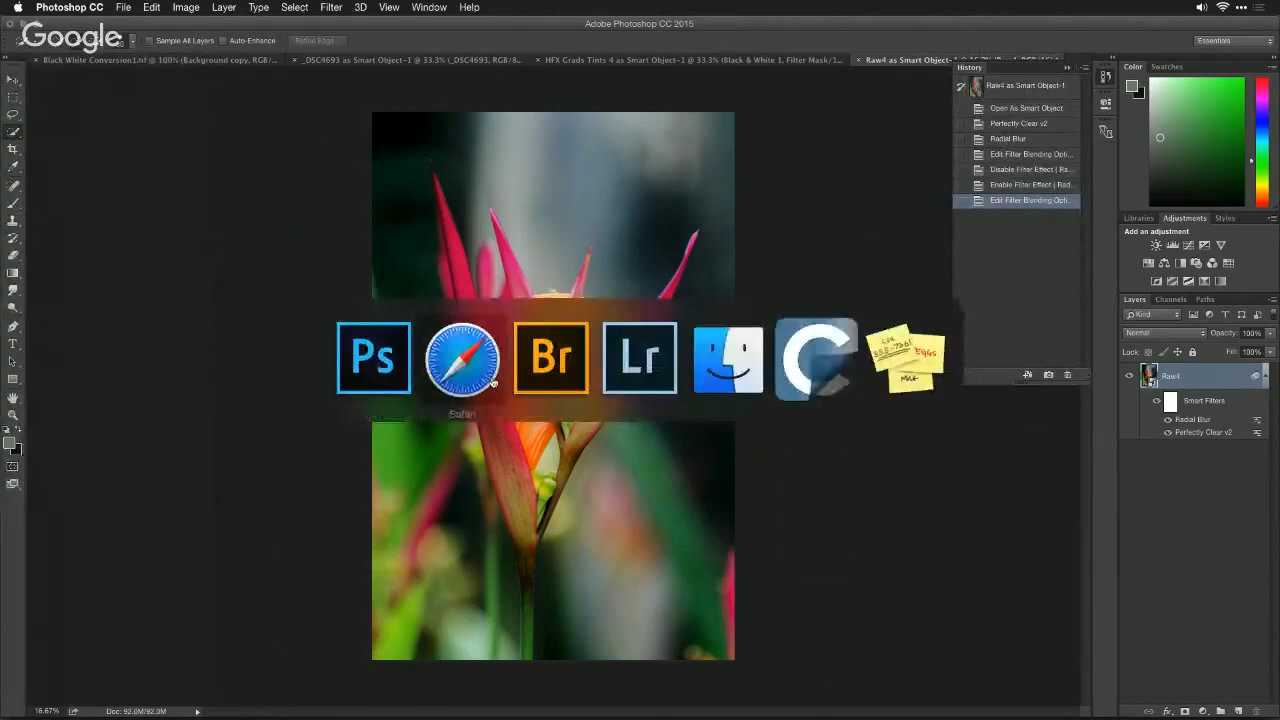 Photoshop CC File Edit Image Layer Type Select Filter 3D View Window Help
Adobe Photoshop CC 2015
Google
Sample All Layers Auto-Enhance Refine Edge... Essentials
Black White Conversion1.tif @ 100% (Background copy, RGB/... _DSC4693 as Smart Object-1 @ 33.3% (_DSC4693, RGB/8... HFX Grads Tints 4 as Smart Object-1 @ 33.3% (Black & White 1, Filter Mask/1... Raw4 as Smart Object-1
History
Raw4 as Smart Object-1
Open As Smart Object
Perfectly Clear v2
Radial Blur
Edit Filter Blending Opti...
Disable Filter Effect ( Ra...
Enable Filter Effect ( Rad...
Edit Filter Blending Opti...
Color Swatches
Libraries Adjustments Styles
Add an adjustment
Layers Channels Paths
Kind
Normal Opacity: 100%
Lock: Fill: 100%
Raw4
Smart Filters
Radial Blur
Perfectly Clear v2
Ps Br Lr
EGGS
MILK
Safari
16.67% Doc: 92.0M/92.0M